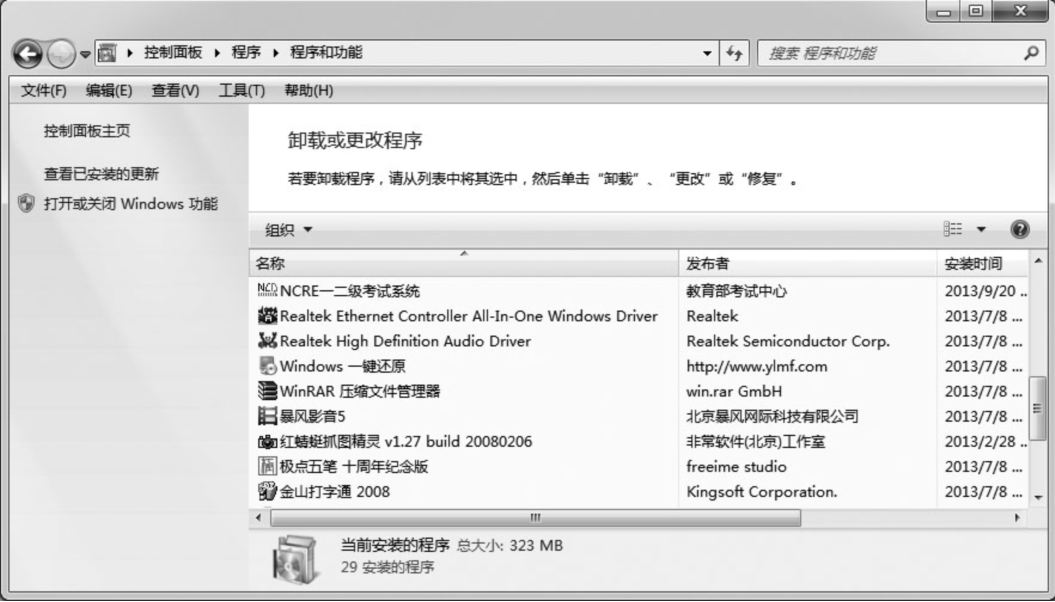 控制面板 程序 程序和功能 搜索 程序和功能
文件(F) 编辑(E) 查看(V) 工具(T) 帮助(H)
控制面板主页
查看已安装的更新
打开或关闭 Windows 功能
卸载或更改程序
若要卸载程序，请从列表中将其选中，然后单击“卸载”、“更改”或“修复”。
组织
名称 发布者 安装时间
NCRE一二级考试系统 教育部考试中心 2013/9/20 ..
Realtek Ethernet Controller All-In-One Windows Driver Realtek 2013/7/8 ...
Realtek High Definition Audio Driver Realtek Semiconductor Corp. 2013/7/8 ...
Windows 一键还原 http://www.ylmf.com 2013/7/8 ...
WinRAR 压缩文件管理器 win.rar GmbH 2013/7/8 ...
暴风影音5 北京暴风网际科技有限公司 2013/7/8 ...
红蜻蜓抓图精灵 v1.27 build 20080206 非常软件(北京)工作室 2013/2/28 ..
极点五笔 十周年纪念版 freeime studio 2013/7/8 ...
金山打字通 2008 Kingsoft Corporation. 2013/7/8 ...
当前安装的程序 总大小: 323 MB
29 安装的程序